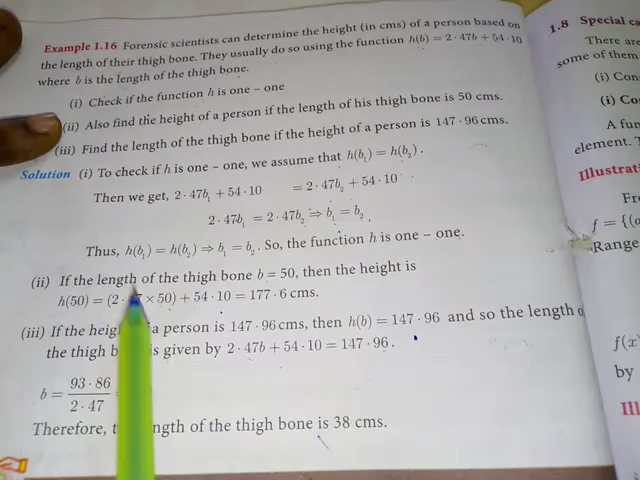 Example 1.16 Forensic scientists can determine the height (in cms) of a person based on
the length of their thigh bone. They usually do so using the function h(b) = 2·47b + 54·10
where b is the length of the thigh bone.
(i) Check if the function h is one – one
(ii) Also find the height of a person if the length of his thigh bone is 50 cms.
(iii) Find the length of the thigh bone if the height of a person is 147·96 cms.
Solution (i) To check if h is one – one, we assume that h(b₁) = h(b₂).
Then we get, 2·47b₁ + 54·10 = 2·47b₂ + 54·10
2·47b₁ = 2·47b₂ ⇒ b₁ = b₂
Thus, h(b₁) = h(b₂) ⇒ b₁ = b₂. So, the function h is one – one.
(ii) If the length of the thigh bone b = 50, then the height is
h(50) = (2· 7 × 50) + 54·10 = 177·6 cms.
(iii) If the heig a person is 147·96 cms, then h(b) = 147·96 and so the length
the thigh b is given by 2·47b + 54·10 = 147·96.
b = 93·86 / 2·47
Therefore, t ngth of the thigh bone is 38 cms.
1.8 Special ca
There are
some of them
(i) Cons
(ii) Co
A fun
element. T
Illustrati
Fr
f = {(
Range
f(x
by
Ill